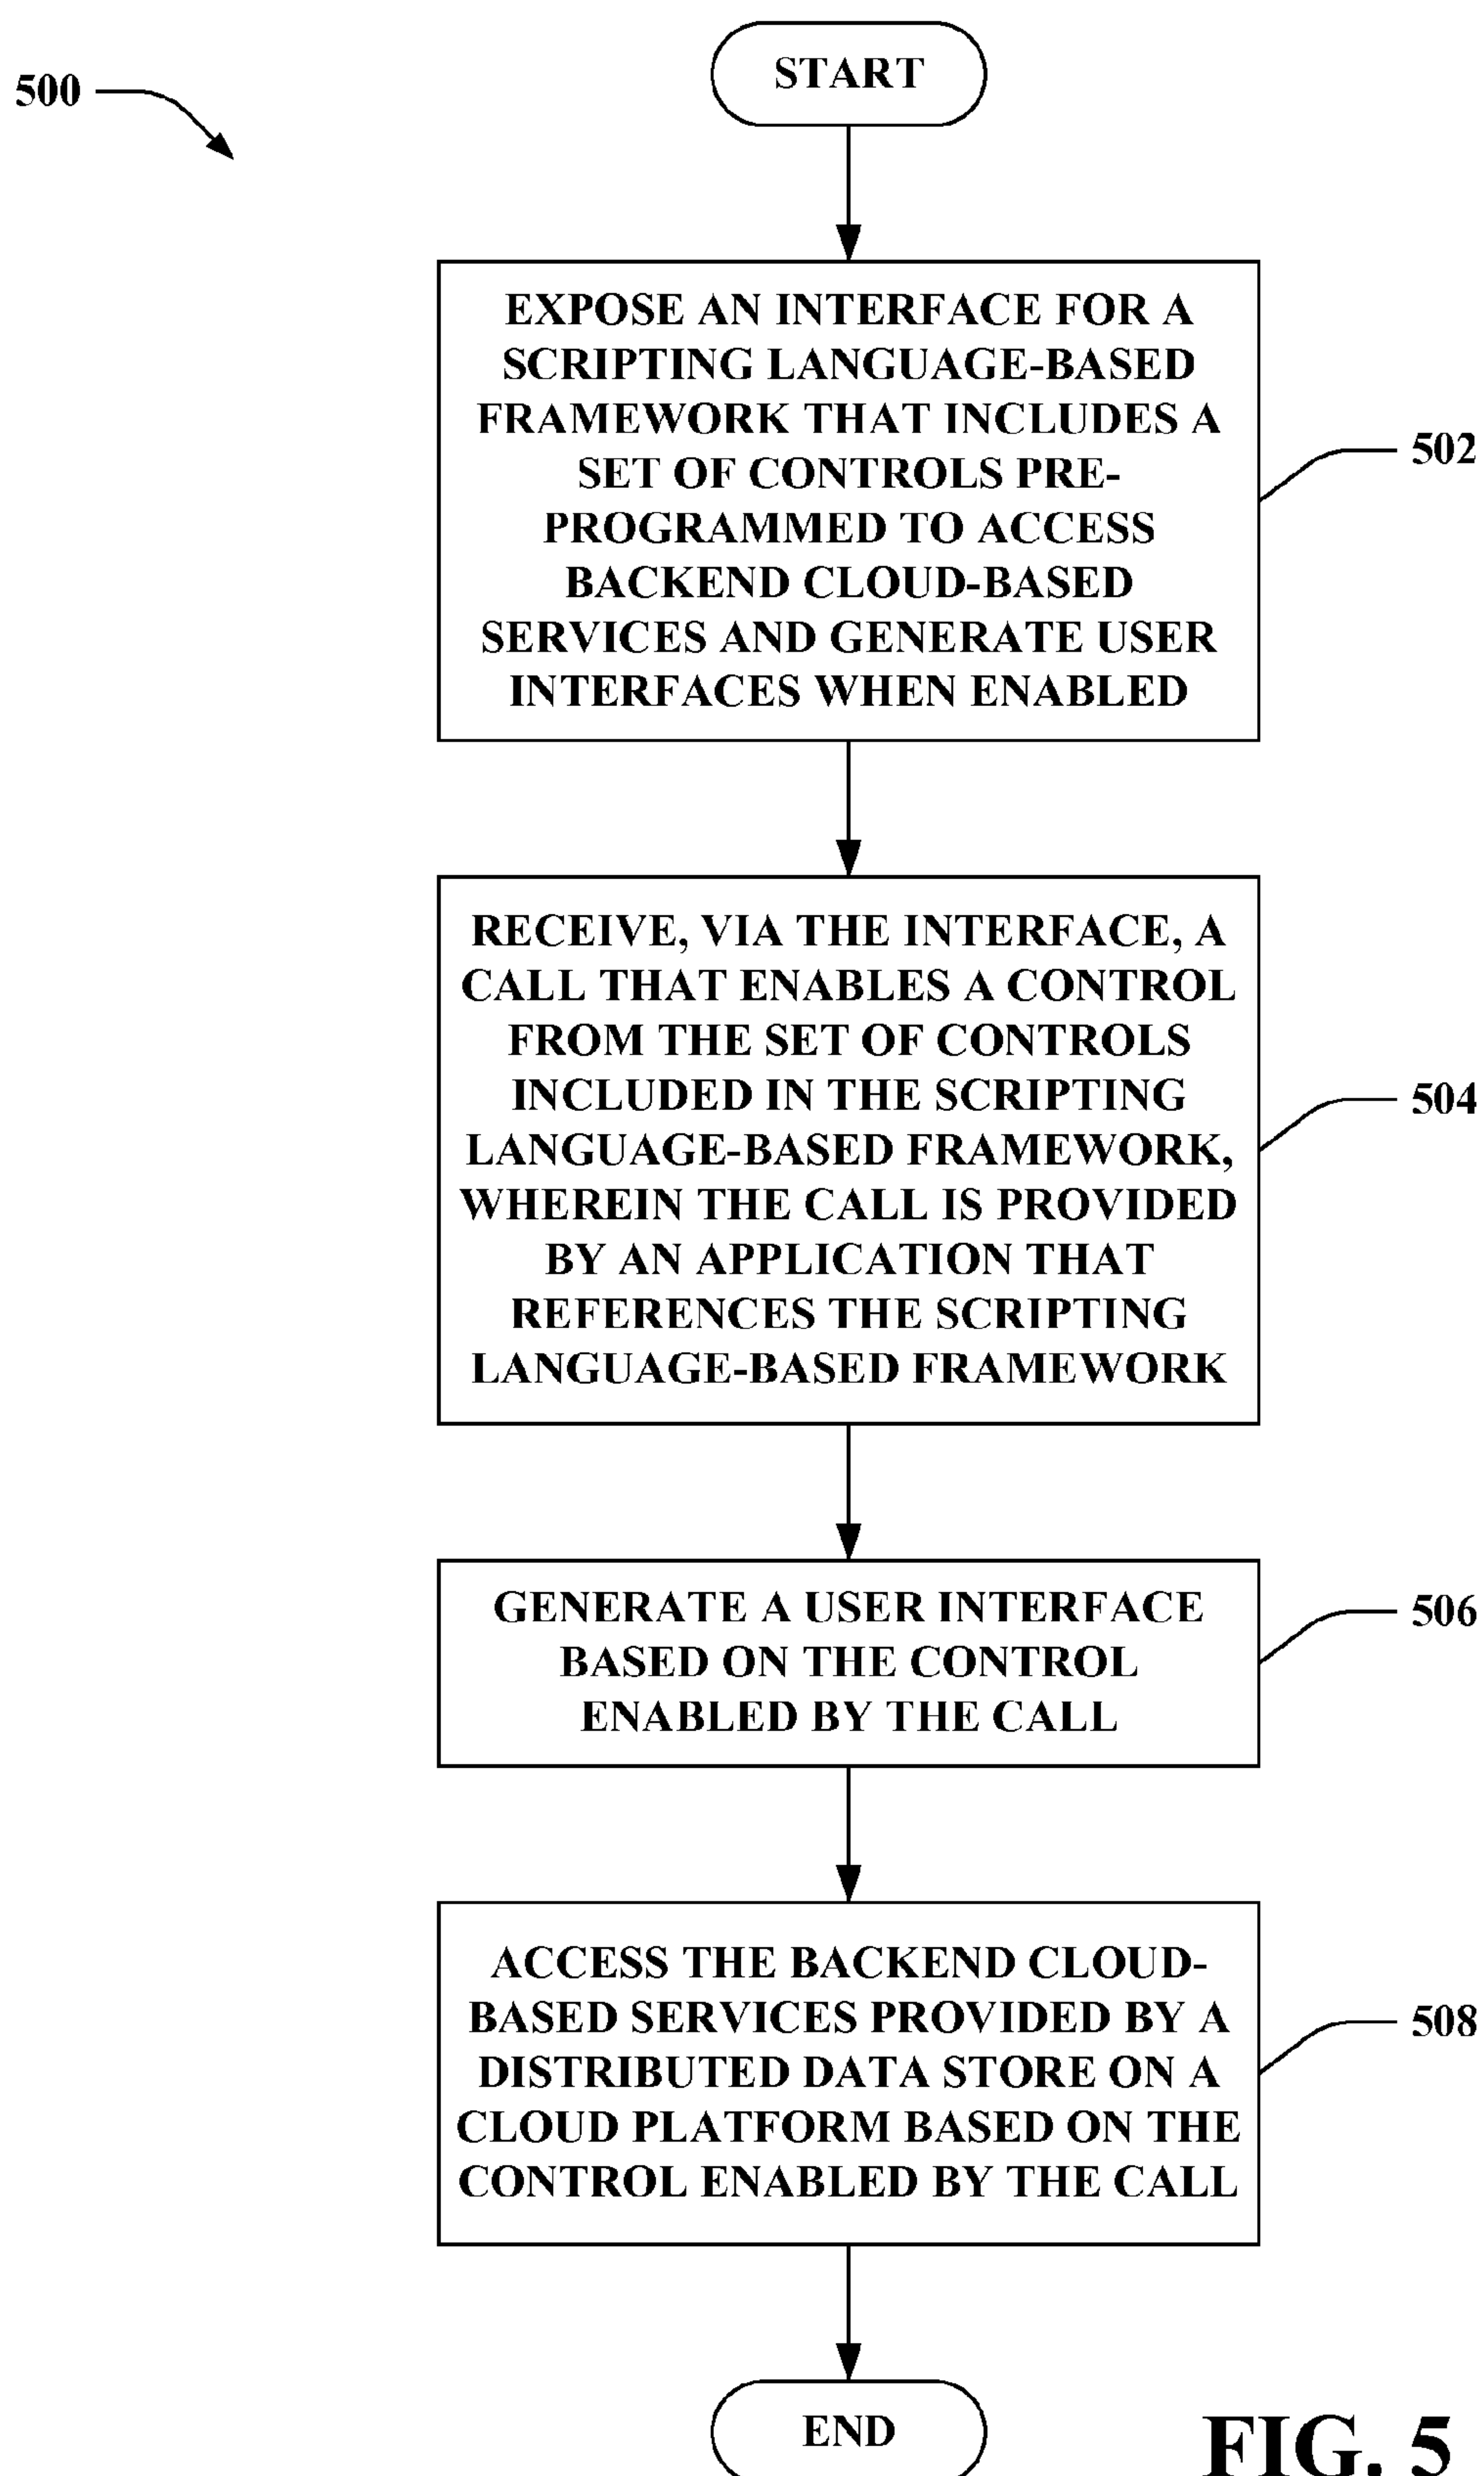 START
500
EXPOSE AN INTERFACE FOR A
SCRIPTING LANGUAGE-BASED
FRAMEWORK THAT INCLUDES A
SET OF CONTROLS PRE-
PROGRAMMED TO ACCESS
BACKEND CLOUD-BASED
SERVICES AND GENERATE USER
INTERFACES WHEN ENABLED
502
RECEIVE, VIA THE INTERFACE, A
CALL THAT ENABLES A CONTROL
FROM THE SET OF CONTROLS
INCLUDED IN THE SCRIPTING
LANGUAGE-BASED FRAMEWORK,
WHEREIN THE CALL IS PROVIDED
BY AN APPLICATION THAT
REFERENCES THE SCRIPTING
LANGUAGE-BASED FRAMEWORK
504
GENERATE A USER INTERFACE
BASED ON THE CONTROL
ENABLED BY THE CALL
506
ACCESS THE BACKEND CLOUD-
BASED SERVICES PROVIDED BY A
DISTRIBUTED DATA STORE ON A
CLOUD PLATFORM BASED ON THE
CONTROL ENABLED BY THE CALL
508
END
FIG. 5